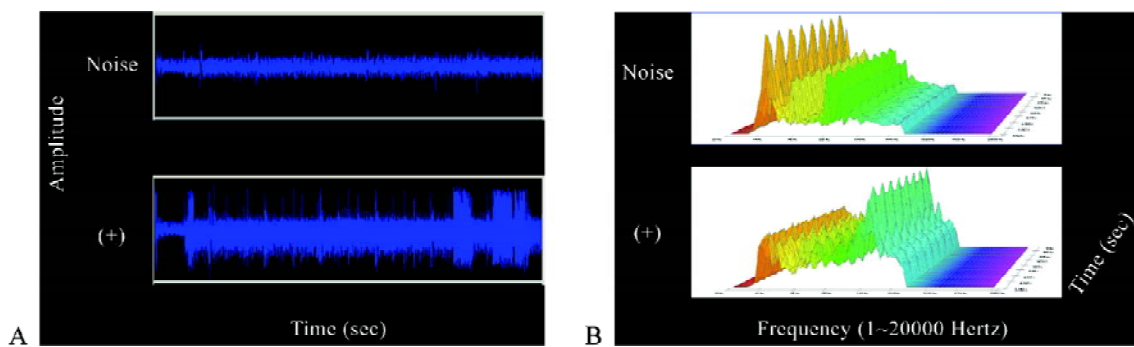 Noise
Amplitude
(+)
Time (sec)
A
Noise
(+)
Time (sec)
Frequency (1~20000 Hertz)
B